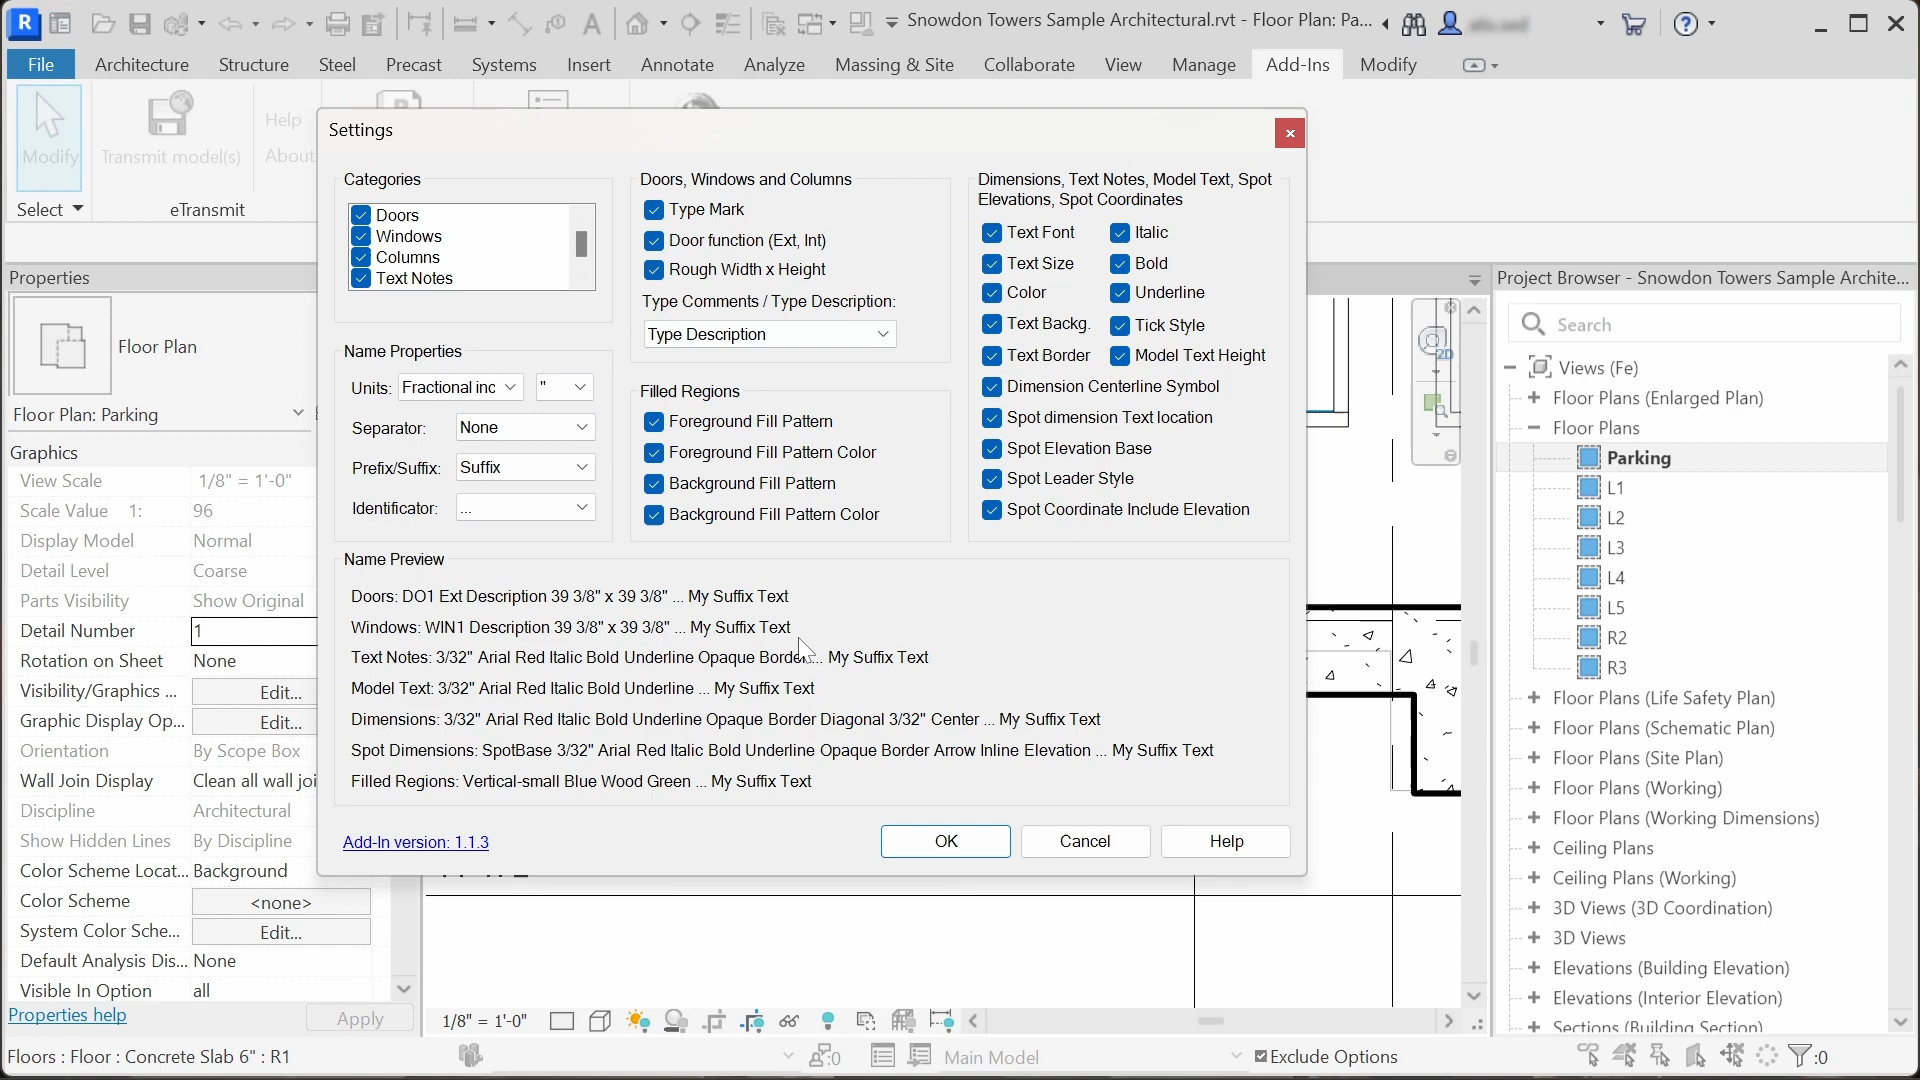 R
Snowdon Towers Sample Architectural.rvt - Floor Plan: Pa...
File Architecture Structure Steel Precast Systems Insert Annotate Analyze Massing & Site Collaborate View Manage Add-Ins Modify
Modify
Transmit model(s)
Help
About
Select
eTransmit
Settings
Categories
Doors
Windows
Columns
Text Notes
Name Properties
Units: Fractional inc "
Separator: None
Prefix/Suffix: Suffix
Identificator: ...
Doors, Windows and Columns
Type Mark
Door function (Ext, Int)
Rough Width x Height
Type Comments / Type Description:
Type Description
Filled Regions
Foreground Fill Pattern
Foreground Fill Pattern Color
Background Fill Pattern
Background Fill Pattern Color
Dimensions, Text Notes, Model Text, Spot
Elevations, Spot Coordinates
Text Font Italic
Text Size Bold
Color Underline
Text Backg. Tick Style
Text Border Model Text Height
Dimension Centerline Symbol
Spot dimension Text location
Spot Elevation Base
Spot Leader Style
Spot Coordinate Include Elevation
Name Preview
Doors: DO1 Ext Description 39 3/8" x 39 3/8" ... My Suffix Text
Windows: WIN1 Description 39 3/8" x 39 3/8" ... My Suffix Text
Text Notes: 3/32" Arial Red Italic Bold Underline Opaque Border ... My Suffix Text
Model Text: 3/32" Arial Red Italic Bold Underline ... My Suffix Text
Dimensions: 3/32" Arial Red Italic Bold Underline Opaque Border Diagonal 3/32" Center ... My Suffix Text
Spot Dimensions: SpotBase 3/32" Arial Red Italic Bold Underline Opaque Border Arrow Inline Elevation ... My Suffix Text
Filled Regions: Vertical-small Blue Wood Green ... My Suffix Text
Add-In version: 1.1.3
OK Cancel Help
Properties
Floor Plan
Floor Plan: Parking
Graphics
View Scale 1/8" = 1'-0"
Scale Value 1: 96
Display Model Normal
Detail Level Coarse
Parts Visibility Show Original
Detail Number 1
Rotation on Sheet None
Visibility/Graphics ... Edit...
Graphic Display Op... Edit...
Orientation By Scope Box
Wall Join Display Clean all wall joi
Discipline Architectural
Show Hidden Lines By Discipline
Color Scheme Locat... Background
Color Scheme <none>
System Color Sche... Edit...
Default Analysis Dis... None
Visible In Option all
Properties help Apply
2D
Project Browser - Snowdon Towers Sample Archite...
Search
Views (Fe)
Floor Plans (Enlarged Plan)
Floor Plans
Parking
L1
L2
L3
L4
L5
R2
R3
Floor Plans (Life Safety Plan)
Floor Plans (Schematic Plan)
Floor Plans (Site Plan)
Floor Plans (Working)
Floor Plans (Working Dimensions)
Ceiling Plans
Ceiling Plans (Working)
3D Views (3D Coordination)
3D Views
Elevations (Building Elevation)
Elevations (Interior Elevation)
Sections (Building Section)
1/8" = 1'-0"
Floors : Floor : Concrete Slab 6" : R1
:0
Main Model
Exclude Options
:0